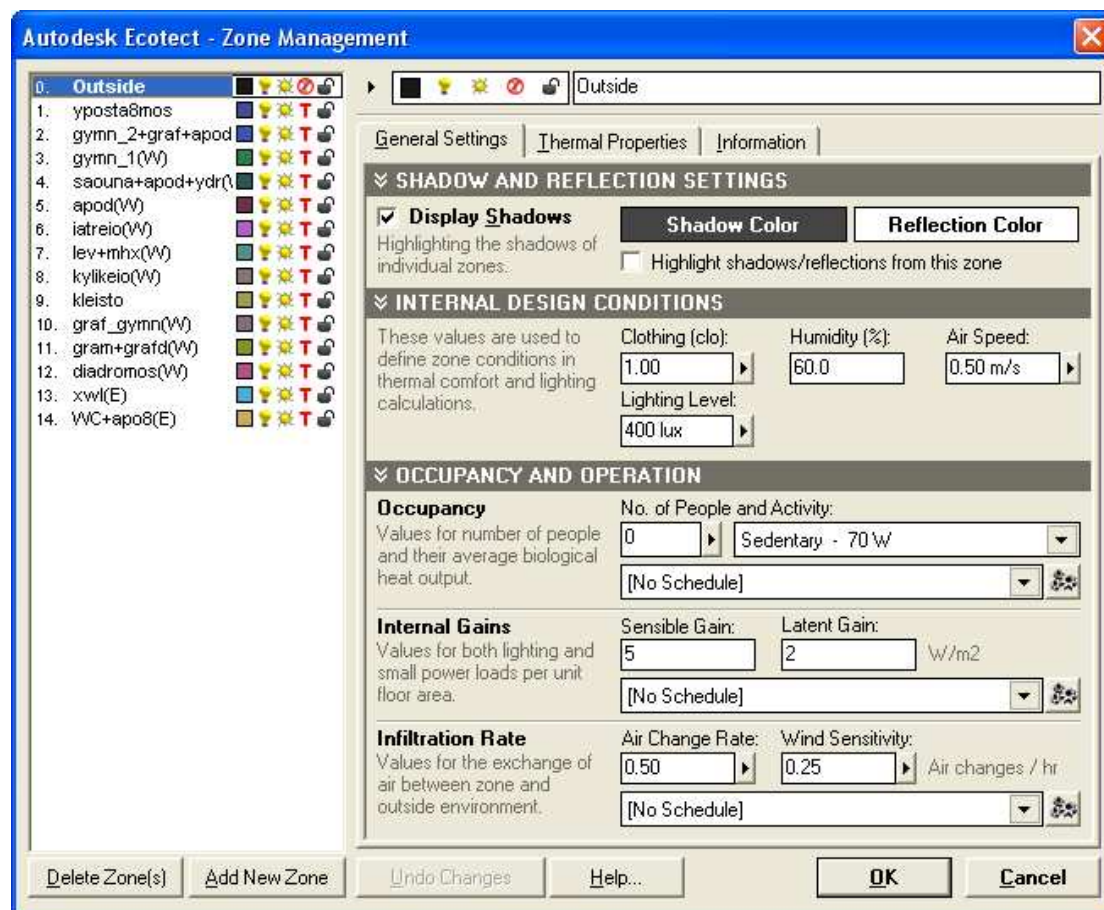 Autodesk Ecotect - Zone Management
0. Outside
1. yposta8mos T
2. gymn_2+graf+apod T
3. gymn_1(W) T
4. saouna+apod+ydr(\ T
5. apod(W) T
6. iatreio(W) T
7. lev+mhx(W) T
8. kylikeio(W) T
9. kleisto T
10. graf_gymn(W) T
11. gram+grafd(W) T
12. diadromos(W) T
13. xwl(E) T
14. WC+apo8(E) T
Delete Zone(s) Add New Zone
Outside
General Settings Thermal Properties Information
SHADOW AND REFLECTION SETTINGS
Display Shadows Shadow Color Reflection Color
Highlighting the shadows of
individual zones.
Highlight shadows/reflections from this zone
INTERNAL DESIGN CONDITIONS
These values are used to
define zone conditions in
thermal comfort and lighting
calculations.
Clothing (clo): Humidity (%): Air Speed:
1.00 60.0 0.50 m/s
Lighting Level:
400 lux
OCCUPANCY AND OPERATION
Occupancy
Values for number of people
and their average biological
heat output.
No. of People and Activity:
0 Sedentary - 70 W
[No Schedule]
Internal Gains
Values for both lighting and
small power loads per unit
floor area.
Sensible Gain: Latent Gain:
5 2 W/m2
[No Schedule]
Infiltration Rate
Values for the exchange of
air between zone and
outside environment.
Air Change Rate: Wind Sensitivity:
0.50 0.25 Air changes / hr
[No Schedule]
Undo Changes Help... OK Cancel